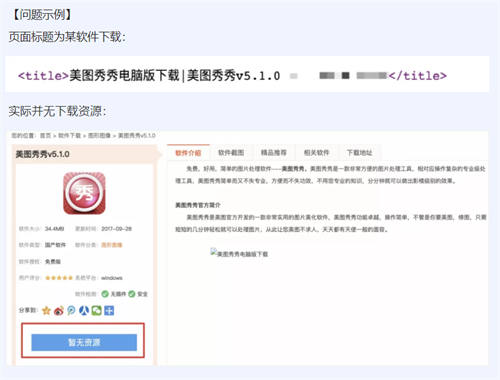 【问题示例】
页面标题为某软件下载：
<title>美图秀秀电脑版下载|美图秀秀v5.1.0 </title>
实际并无下载资源：
您的位置：首页 > 软件下载 > 图形图像 > 美图秀秀v5.1.0
美图秀秀v5.1.0
秀
软件大小：34.4MB 更新时间：2017-09-28
软件类型：国产软件 软件分类：图形图像
软件授权：免费版
用户评分：★★★★★ 系统平台：windows
软件检测：无插件 安全
分享到：
暂无资源
软件介绍 软件截图 精品推荐 相关软件 下载地址
免费、好用、简单的图片处理软件——美图秀秀。美图秀秀是一款非常方便的图片处理工具，相对应操作复杂的专业级处
理工具，美图秀秀简单而又不失专业、方便而不失功效，不用您专业的知识，分分钟就可以做出影楼级别的效果。
美图秀秀官方简介
美图秀秀是美图官方开发的一款非常实用的图片美化软件，美图秀秀功能卓越，操作简单，不管是你要美图、修图，只需
短短的几分钟轻松就可以处理图片，从此让您美图不求人，天天都有天使一般的面容。
美图秀秀电脑版下载